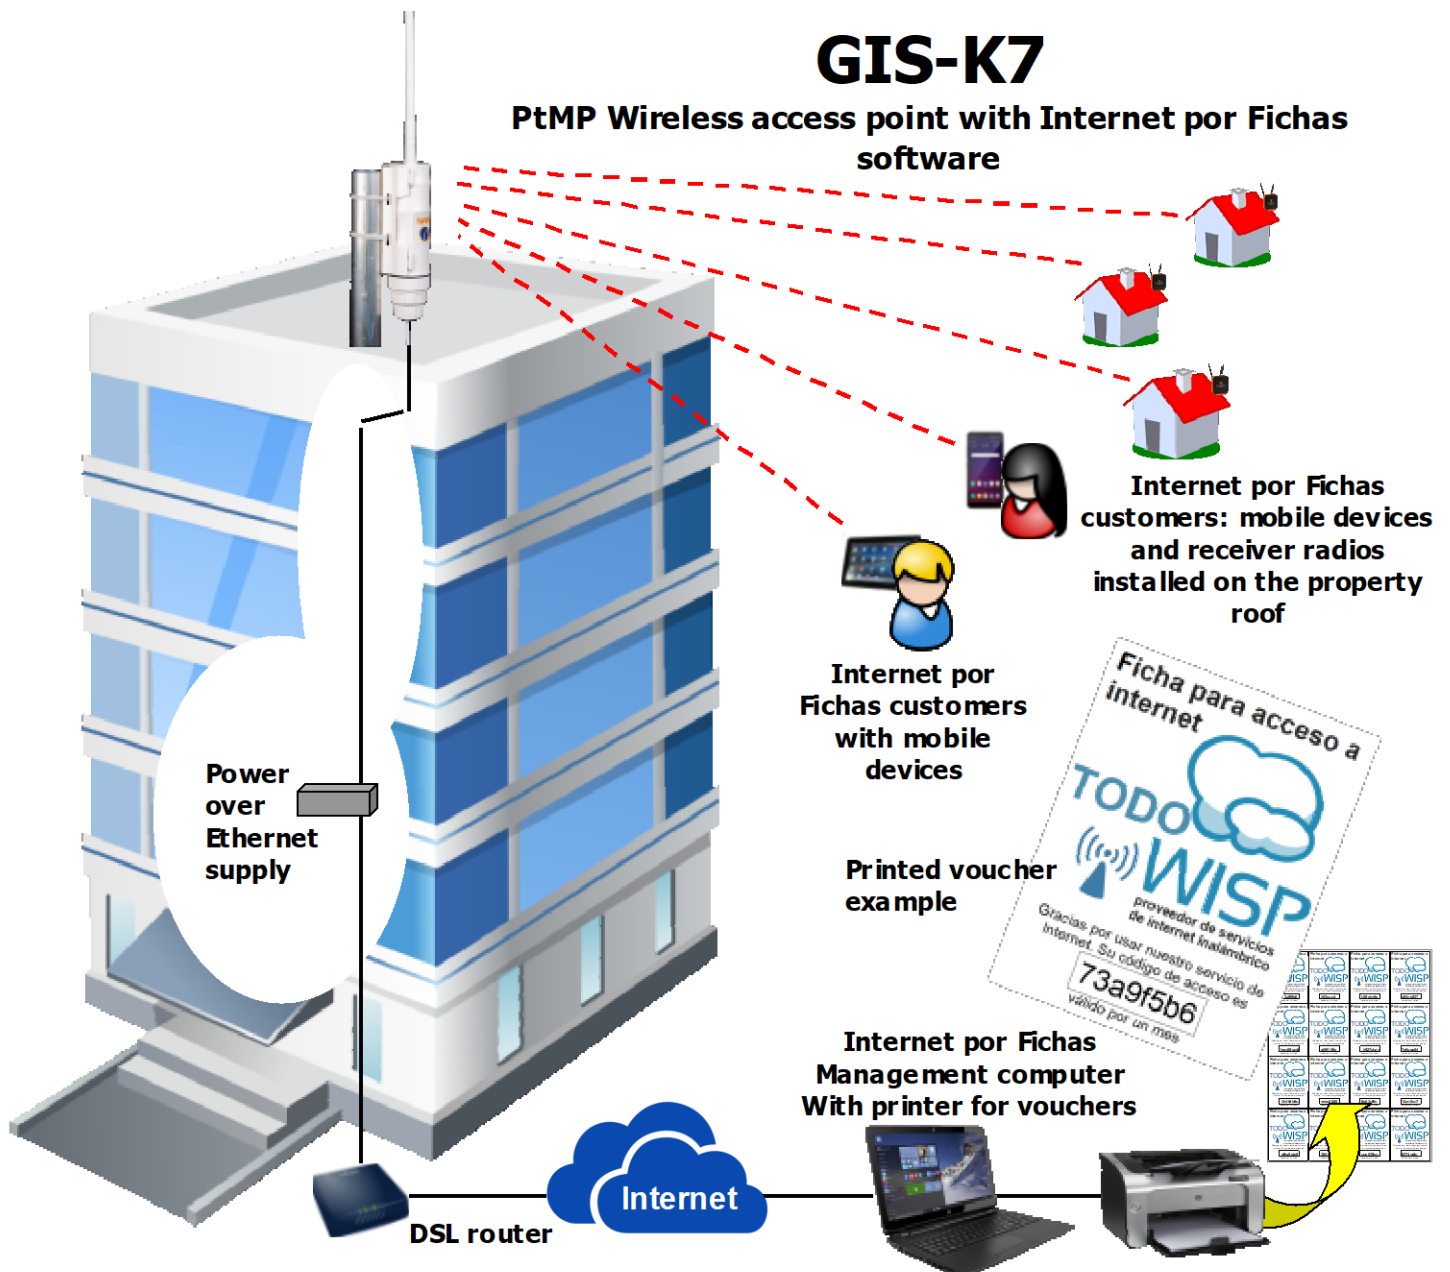 GIS-K7
PtMP Wireless access point with Internet por Fichas
software
Internet por Fichas
customers: mobile devices
and receiver radios
installed on the property
roof
Internet por
Fichas customers
with mobile
devices
Ficha para acceso a
internet
TODO
WISP
proveedor de servicios
de internet inalámbrico
Gracias por usar nuestro servicio de
Internet. Su código de acceso es
73a9f5b6
válido por un mes
Power
over
Ethernet
supply
Printed voucher
example
Internet por Fichas
Management computer
With printer for vouchers
Internet
DSL router